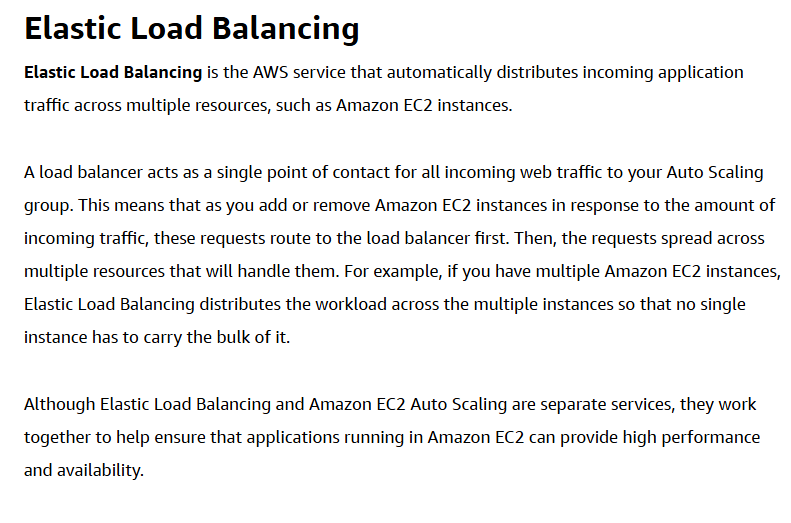 Elastic Load Balancing
Elastic Load Balancing is the AWS service that automatically distributes incoming application
traffic across multiple resources, such as Amazon EC2 instances.
A load balancer acts as a single point of contact for all incoming web traffic to your Auto Scaling
group. This means that as you add or remove Amazon EC2 instances in response to the amount of
incoming traffic, these requests route to the load balancer first. Then, the requests spread across
multiple resources that will handle them. For example, if you have multiple Amazon EC2 instances,
Elastic Load Balancing distributes the workload across the multiple instances so that no single
instance has to carry the bulk of it.
Although Elastic Load Balancing and Amazon EC2 Auto Scaling are separate services, they work
together to help ensure that applications running in Amazon EC2 can provide high performance
and availability.